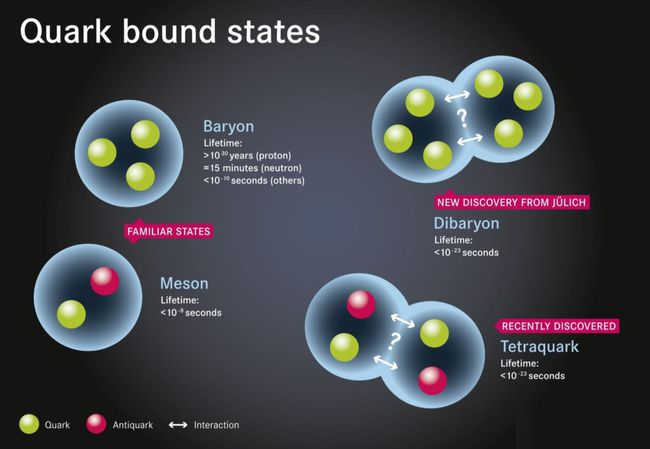 Quark bound states
Baryon
Lifetime:
>10³⁰ years (proton)
≈15 minutes (neutron)
<10⁻¹⁰ seconds (others)
FAMILIAR STATES
Meson
Lifetime:
<10⁻⁸ seconds
?
NEW DISCOVERY FROM JÜLICH
Dibaryon
Lifetime:
<10⁻²³ seconds
?
RECENTLY DISCOVERED
Tetraquark
Lifetime:
<10⁻²³ seconds
Quark
Antiquark
Interaction